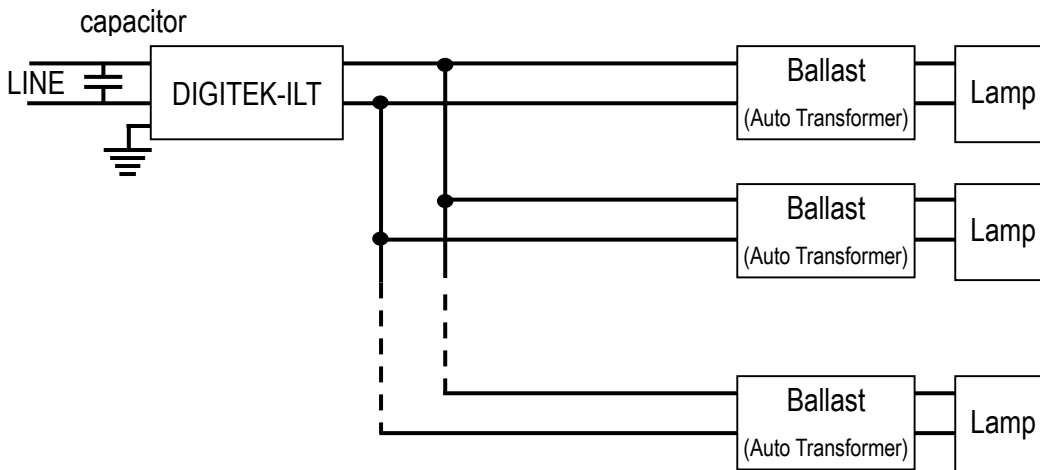 capacitor
LINE
DIGITEK-ILT
Ballast
(Auto Transformer)
Lamp
Ballast
(Auto Transformer)
Lamp
Ballast
(Auto Transformer)
Lamp